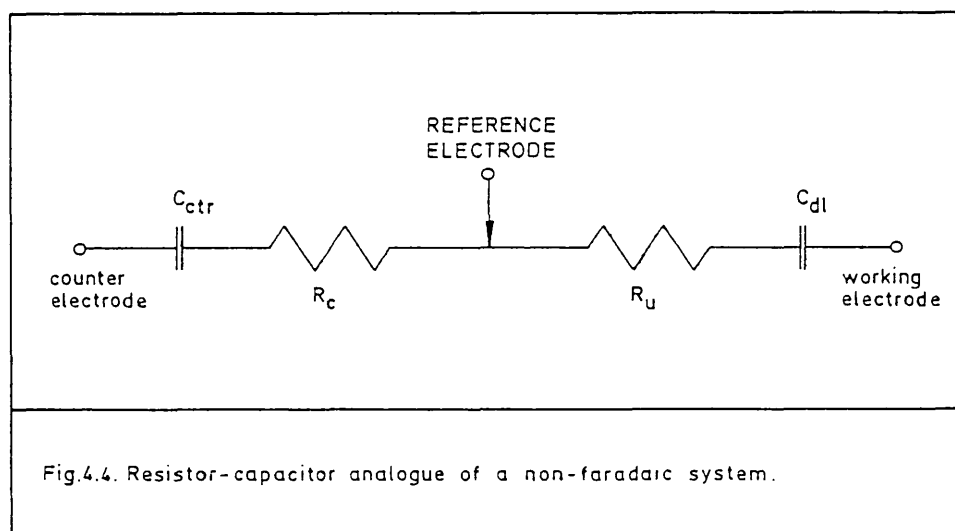 REFERENCE
ELECTRODE
C_ctr
C_dl
counter
electrode
R_c
R_u
working
electrode
Fig.4.4. Resistor-capacitor analogue of a non-faradaic system.